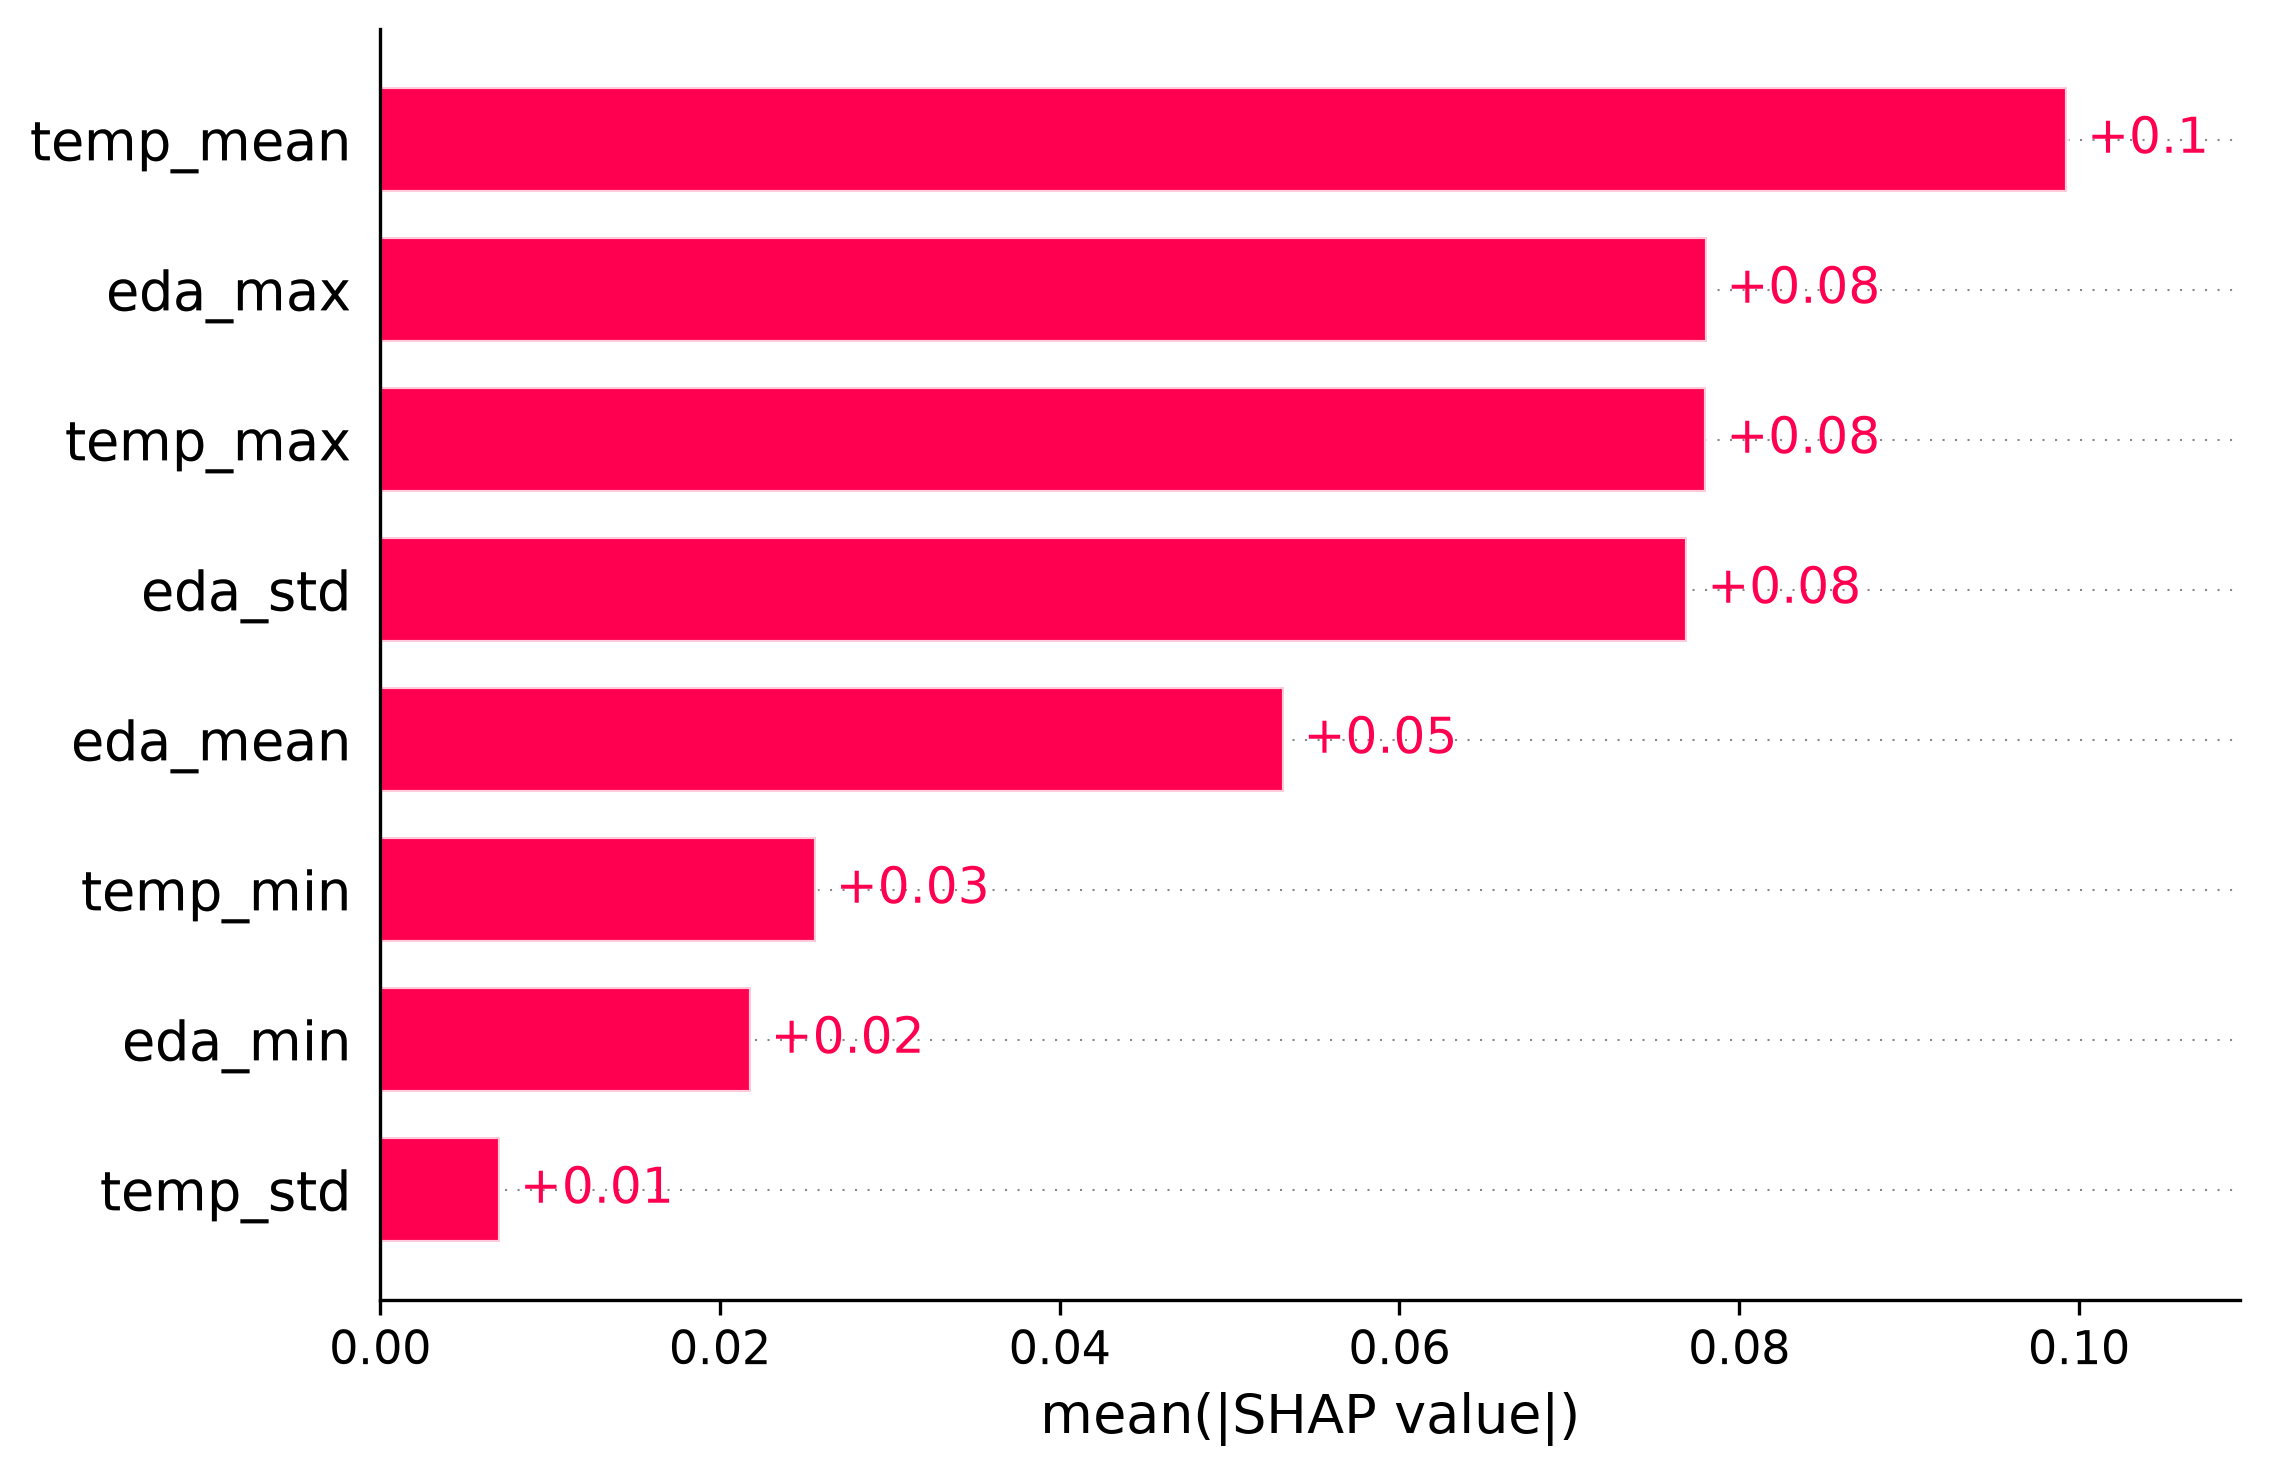 temp_mean +0.1
eda_max +0.08
temp_max +0.08
eda_std +0.08
eda_mean +0.05
temp_min +0.03
eda_min +0.02
temp_std +0.01
0.00 0.02 0.04 0.06 0.08 0.10
mean(|SHAP value|)